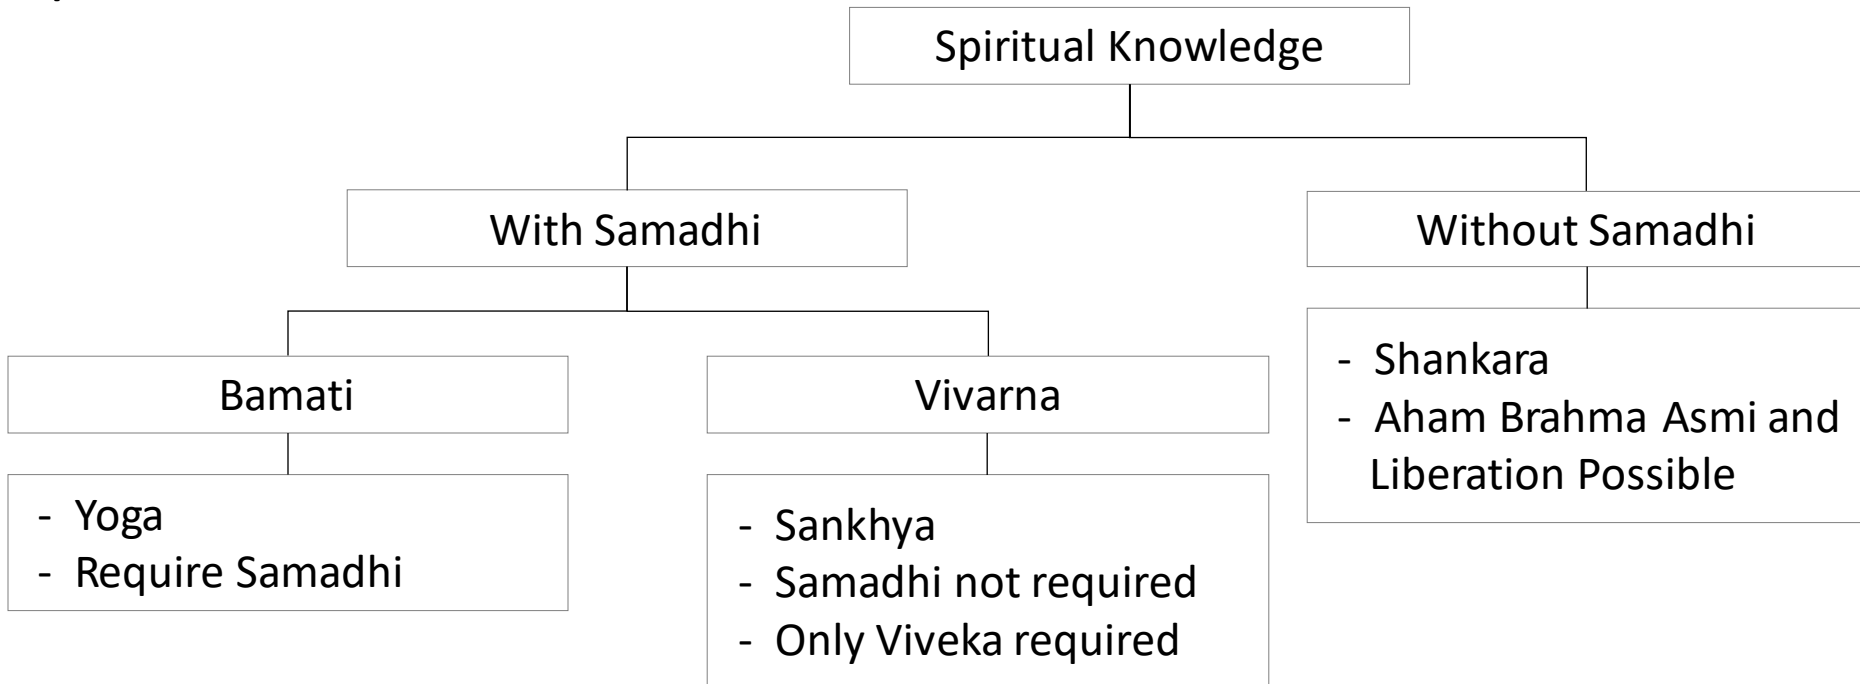 Spiritual Knowledge
With Samadhi
Without Samadhi
Bamati
Vivarna
- Shankara
- Aham Brahma Asmi and
Liberation Possible
- Yoga
- Require Samadhi
- Sankhya
- Samadhi not required
- Only Viveka required